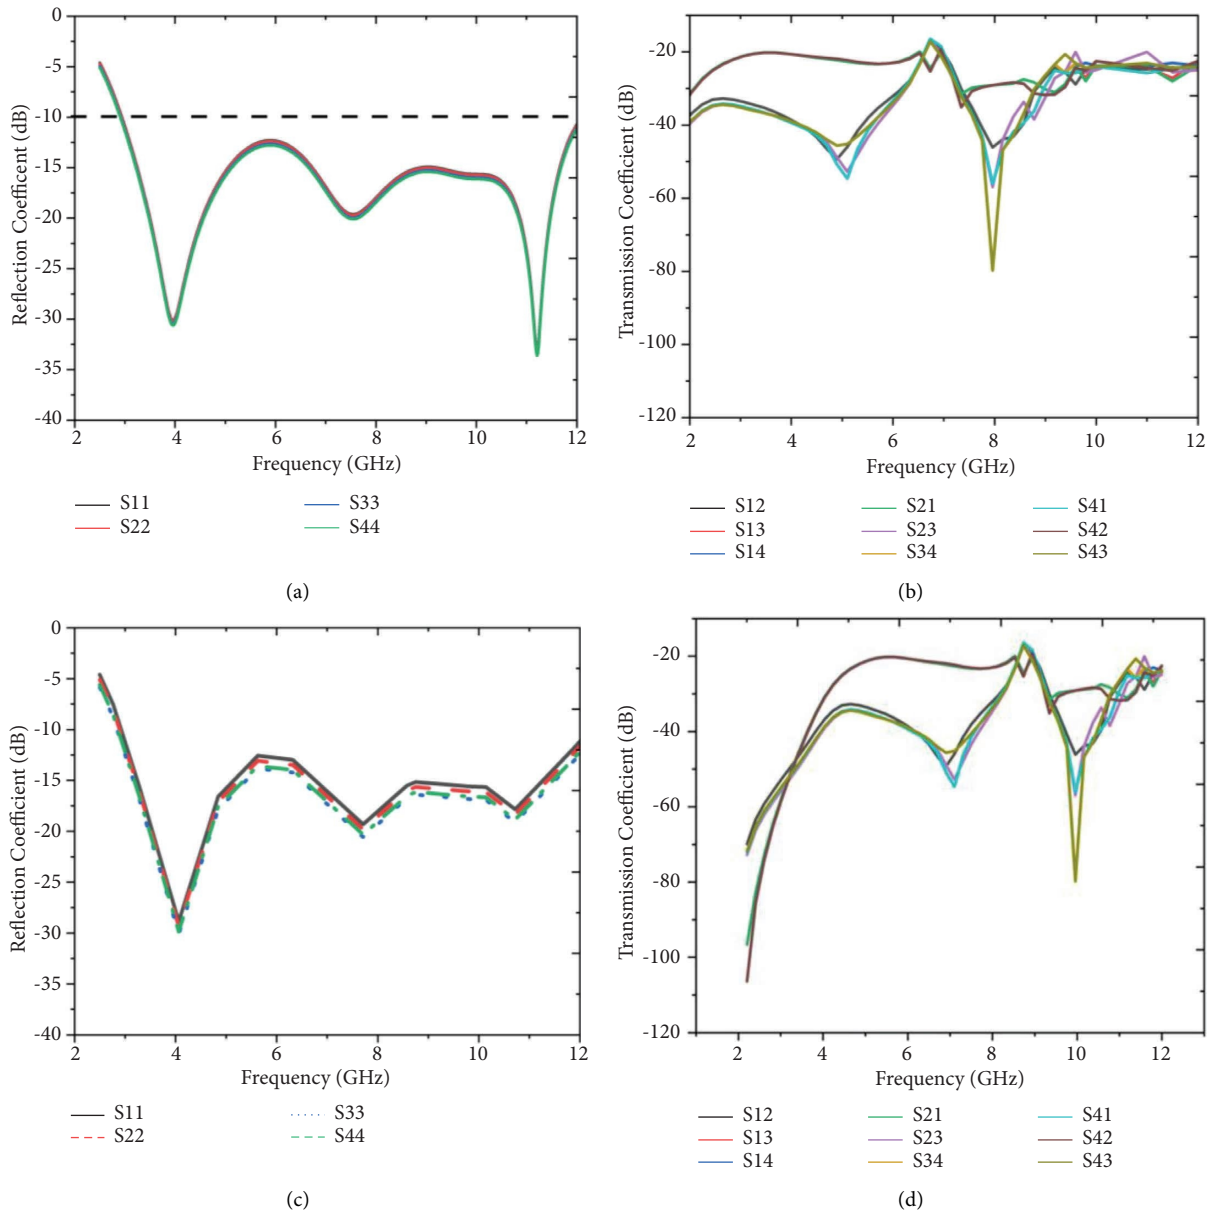 0
-5
-10
-15
-20
-25
-30
-35
-40
Reflection Coefficent (dB)
2
4
6
8
10
12
Frequency (GHz)
S11
S33
S22
S44
(a)
-20
-40
-60
-80
-100
-120
Transmission Coefficient (dB)
2
4
6
8
10
12
Frequency (GHz)
S12
S21
S41
S13
S23
S42
S14
S34
S43
(b)
0
-5
-10
-15
-20
-25
-30
-35
-40
Reflection Coefficient (dB)
2
4
6
8
10
12
Frequency (GHz)
S11
S33
S22
S44
(c)
-20
-40
-60
-80
-100
-120
Transmission Coefficient (dB)
2
4
6
8
10
12
Frequency (GHz)
S12
S21
S41
S13
S23
S42
S14
S34
S43
(d)